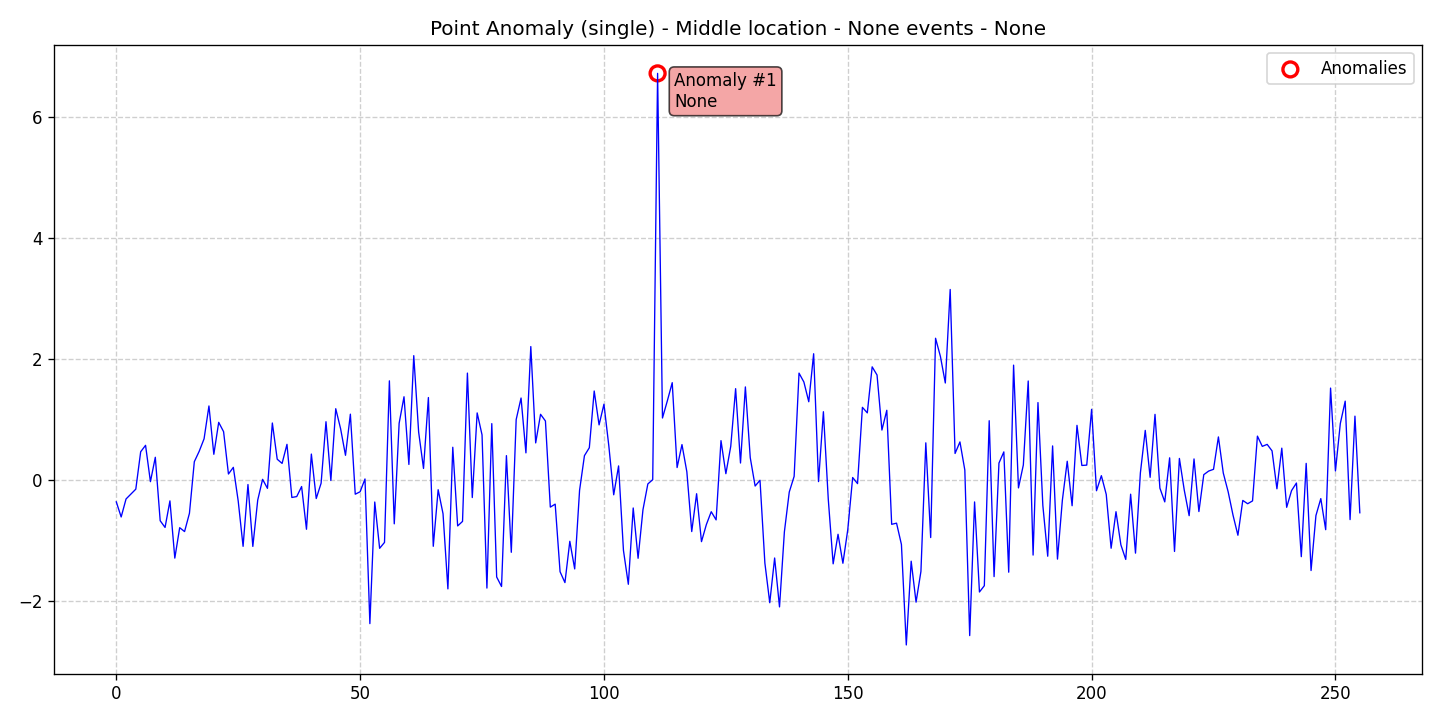 Point Anomaly (single) - Middle location - None events - None
Anomalies
Anomaly #1
None
6
4
2
0
−2
0
50
100
150
200
250